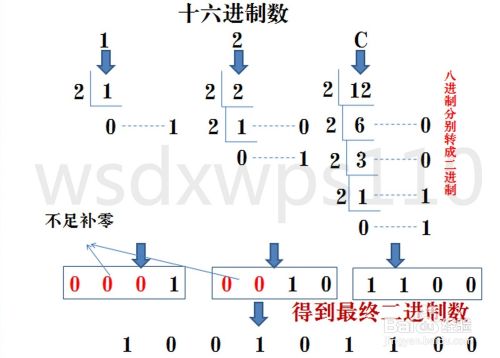 十六进制数
1 2 C
2 1 2 2 2 12
0 1 2 1 0 2 6 0
0 1 2 3 0
2 1 1
0 1
八进制分别转成二进制
wsdxwps110
不足补零
0 0 0 1 0 0 1 0 1 1 0 0
得到最终二进制数
1 0 0 1 0 1 1 0 0
Bai 经验
jingyan.baidu.com